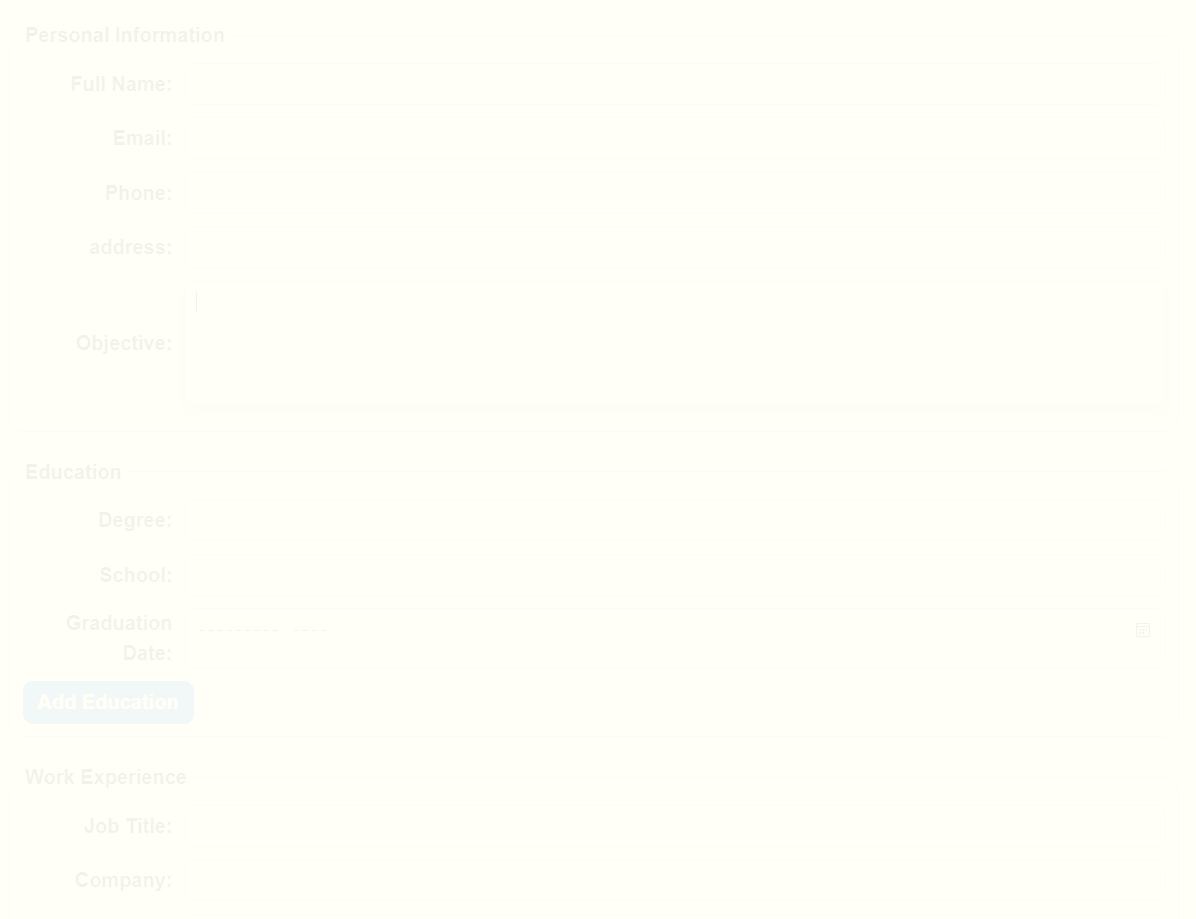 Personal Information
Full Name:
Email:
Phone:
address:
Objective:
Education
Degree:
School:
Graduation
Date:
--------- ----
Add Education
Work Experience
Job Title:
Company: